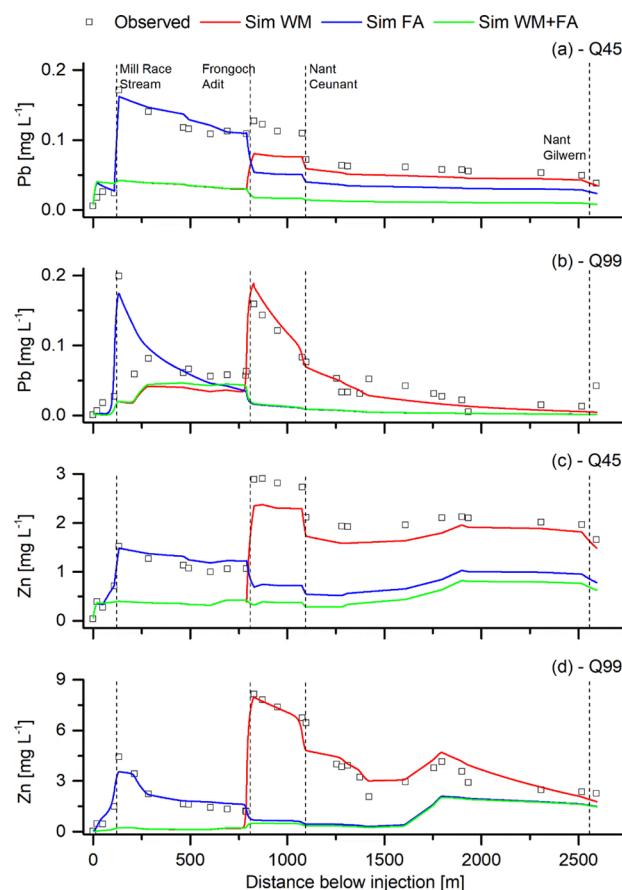 Observed Sim WM Sim FA Sim WM+FA
(a) - Q45
Mill Race Stream
Frongoch Adit
Nant Ceunant
Nant Gilwern
Pb [mg L⁻¹]
0.2
0.1
0.0
(b) - Q99
Pb [mg L⁻¹]
0.2
0.1
0.0
(c) - Q45
Zn [mg L⁻¹]
3
2
1
0
(d) - Q99
Zn [mg L⁻¹]
9
6
3
0
0 500 1000 1500 2000 2500
Distance below injection [m]